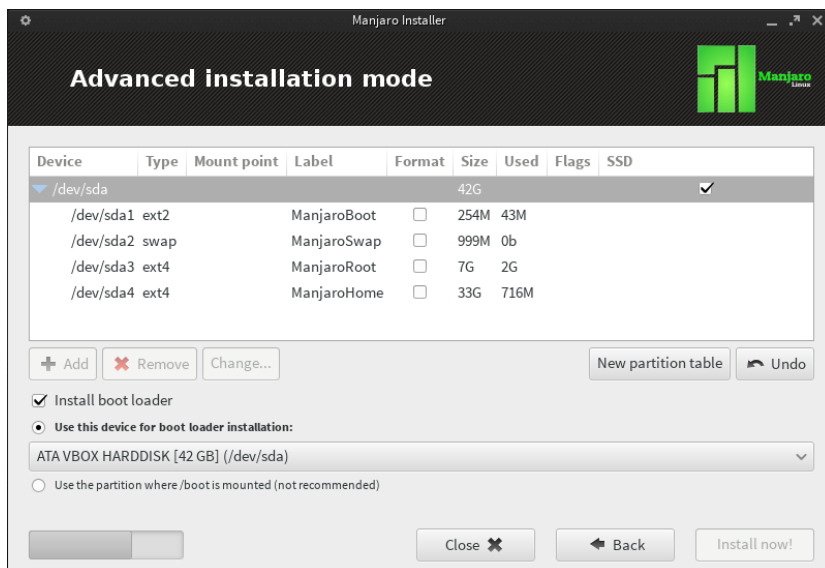 Manjaro Installer
Advanced installation mode
Manjaro
Linux
Device Type Mount point Label Format Size Used Flags SSD
/dev/sda 42G
/dev/sda1 ext2 ManjaroBoot 254M 43M
/dev/sda2 swap ManjaroSwap 999M 0b
/dev/sda3 ext4 ManjaroRoot 7G 2G
/dev/sda4 ext4 ManjaroHome 33G 716M
Add Remove Change... New partition table Undo
Install boot loader
Use this device for boot loader installation:
ATA VBOX HARDDISK [42 GB] (/dev/sda)
Use the partition where /boot is mounted (not recommended)
Close Back Install now!